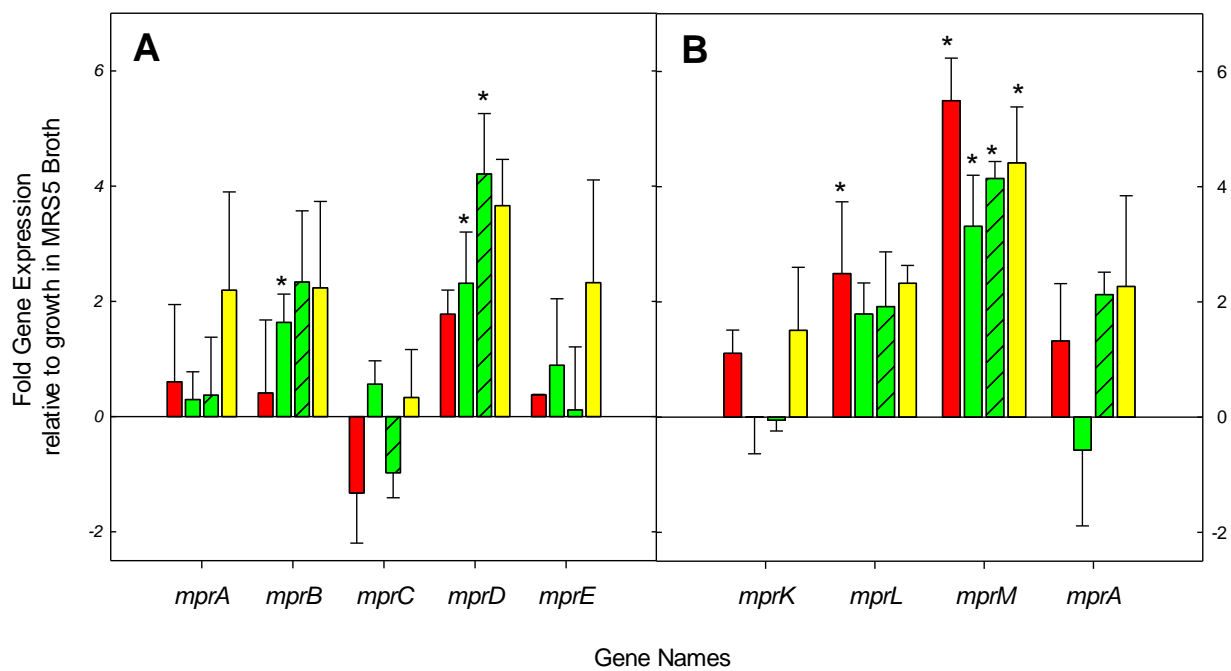 A
B
6
4
2
0
-2
6
4
2
0
-2
Fold Gene Expression
relative to growth in MRS5 Broth
*
*
*
*
*
*
*
*
mprA mprB mprC mprD mprE
mprK mprL mprM mprA
Gene Names